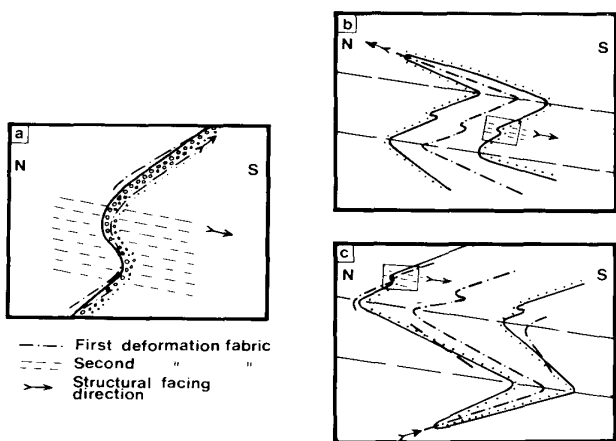 a
N
S
First deformation fabric
Second " "
Structural facing
direction
b
N
S
c
N
S